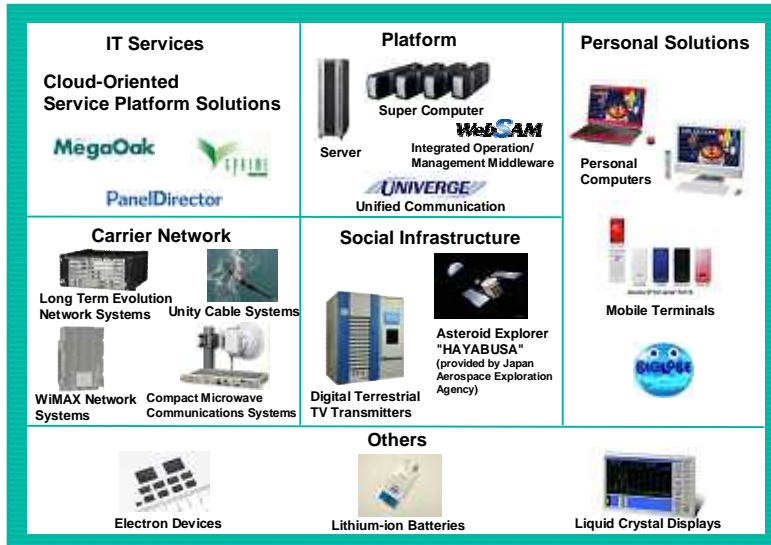 IT Services
Cloud-Oriented
Service Platform Solutions
MegaOak
PanelDirector
Platform
Super Computer
Server
WebSAM
Integrated Operation/
Management Middleware
UNIVERGE
Unified Communication
Personal Solutions
Personal
Computers
Mobile Terminals
BIGLOBE
Carrier Network
Long Term Evolution
Network Systems
Unity Cable Systems
WiMAX Network
Systems
Compact Microwave
Communications Systems
Social Infrastructure
Digital Terrestrial
TV Transmitters
Asteroid Explorer
"HAYABUSA"
(provided by Japan
Aerospace Exploration
Agency)
Others
Electron Devices
Lithium-ion Batteries
Liquid Crystal Displays